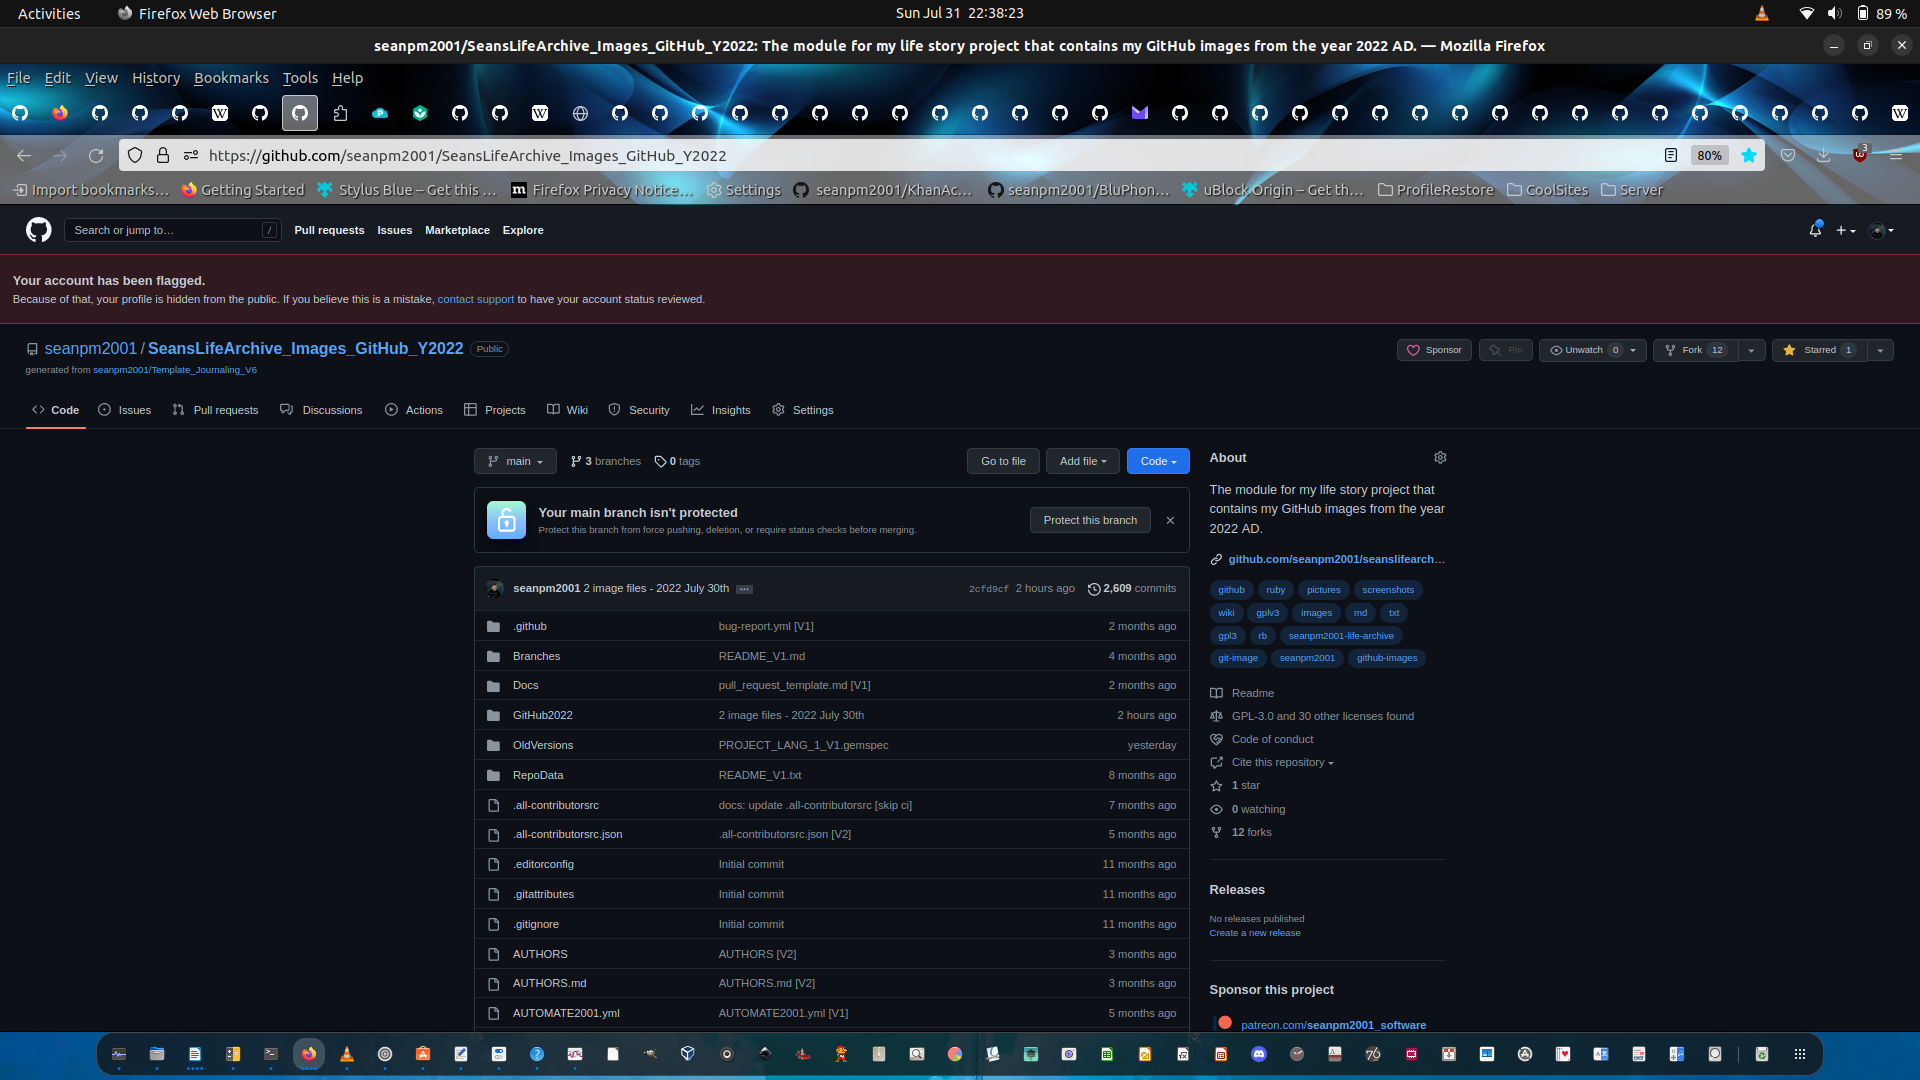 Activities
Firefox Web Browser
Sun Jul 31 22:38:23
89 %
seanpm2001/SeansLifeArchive_Images_GitHub_Y2022: The module for my life story project that contains my GitHub images from the year 2022 AD. — Mozilla Firefox
File Edit View History Bookmarks Tools Help
https://github.com/seanpm2001/SeansLifeArchive_Images_GitHub_Y2022
80%
3
Import bookmarks… Getting Started Stylus Blue – Get this … Firefox Privacy Notice… Settings seanpm2001/KhanAc… seanpm2001/BluPhon… uBlock Origin – Get th… ProfileRestore CoolSites Server
Search or jump to… /
Pull requests Issues Marketplace Explore
Your account has been flagged.
Because of that, your profile is hidden from the public. If you believe this is a mistake, contact support to have your account status reviewed.
seanpm2001 / SeansLifeArchive_Images_GitHub_Y2022 Public
Sponsor Pin Unwatch 0 Fork 12 Starred 1
generated from seanpm2001/Template_Journaling_V6
Code Issues Pull requests Discussions Actions Projects Wiki Security Insights Settings
main 3 branches 0 tags
Go to file Add file Code
Your main branch isn't protected
Protect this branch from force pushing, deletion, or require status checks before merging.
Protect this branch
seanpm2001 2 image files - 2022 July 30th … 2cfd9cf 2 hours ago 2,609 commits
.github bug-report.yml [V1] 2 months ago
Branches README_V1.md 4 months ago
Docs pull_request_template.md [V1] 2 months ago
GitHub2022 2 image files - 2022 July 30th 2 hours ago
OldVersions PROJECT_LANG_1_V1.gemspec yesterday
RepoData README_V1.txt 8 months ago
.all-contributorsrc docs: update .all-contributorsrc [skip ci] 7 months ago
.all-contributorsrc.json .all-contributorsrc.json [V2] 5 months ago
.editorconfig Initial commit 11 months ago
.gitattributes Initial commit 11 months ago
.gitignore Initial commit 11 months ago
AUTHORS AUTHORS [V2] 3 months ago
AUTHORS.md AUTHORS.md [V2] 3 months ago
AUTOMATE2001.yml AUTOMATE2001.yml [V1] 5 months ago
About
The module for my life story project that
contains my GitHub images from the year
2022 AD.
github.com/seanpm2001/seanslifearch…
github ruby pictures screenshots
wiki gplv3 images md txt
gpl3 rb seanpm2001-life-archive
git-image seanpm2001 github-images
Readme
GPL-3.0 and 30 other licenses found
Code of conduct
Cite this repository
1 star
0 watching
12 forks
Releases
No releases published
Create a new release
Sponsor this project
patreon.com/seanpm2001_software